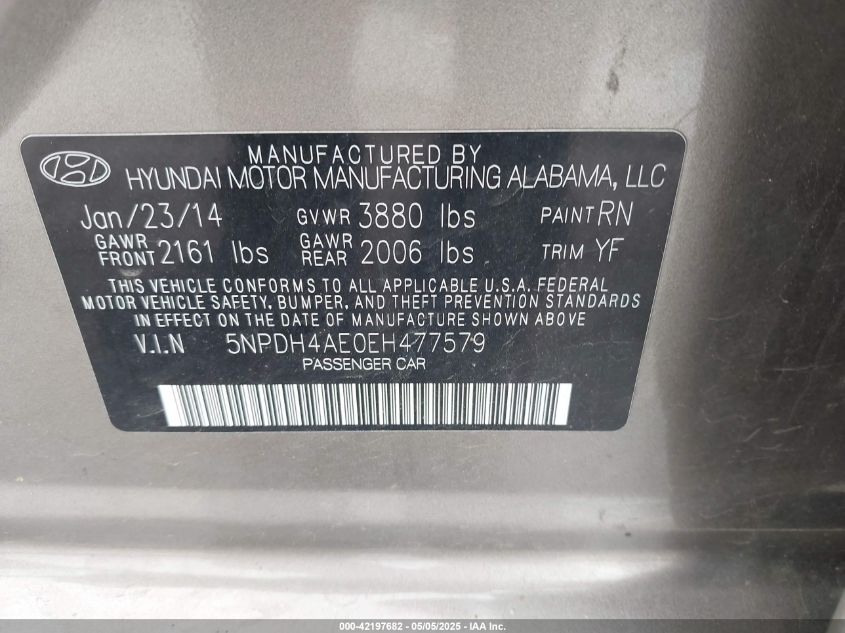 MANUFACTURED BY
HYUNDAI MOTOR MANUFACTURING ALABAMA, LLC
Jan/23/14 GVWR 3880 lbs PAINT RN
GAWR FRONT 2161 lbs GAWR REAR 2006 lbs TRIM YF
THIS VEHICLE CONFORMS TO ALL APPLICABLE U.S.A. FEDERAL
MOTOR VEHICLE SAFETY, BUMPER, AND THEFT PREVENTION STANDARDS
IN EFFECT ON THE DATE OF MANUFACTURE SHOWN ABOVE
V.I.N 5NPDH4AE0EH477579
PASSENGER CAR
000-42197682 - 05/05/2025 - IAA Inc.